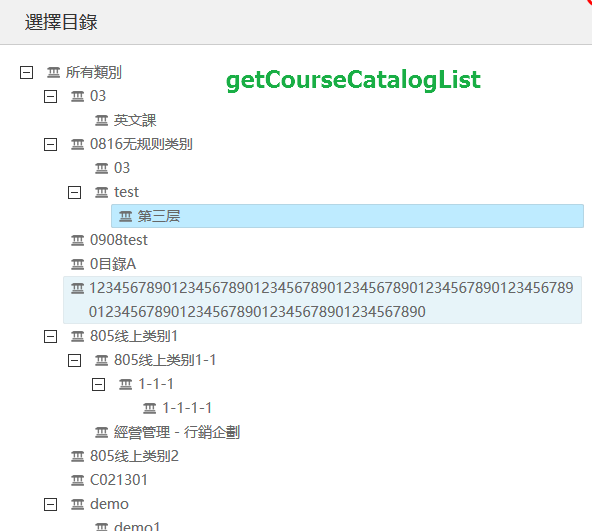 選擇目錄
所有類別
getCourseCatalogList
03
英文課
0816无规则类别
03
test
第三层
0908test
0目錄A
12345678901234567890123456789012345678901234567890123456789
01234567890123456789012345678901234567890
805线上类别1
805线上类别1-1
1-1-1
1-1-1-1
經營管理 - 行銷企劃
805线上类别2
C021301
demo
demo1